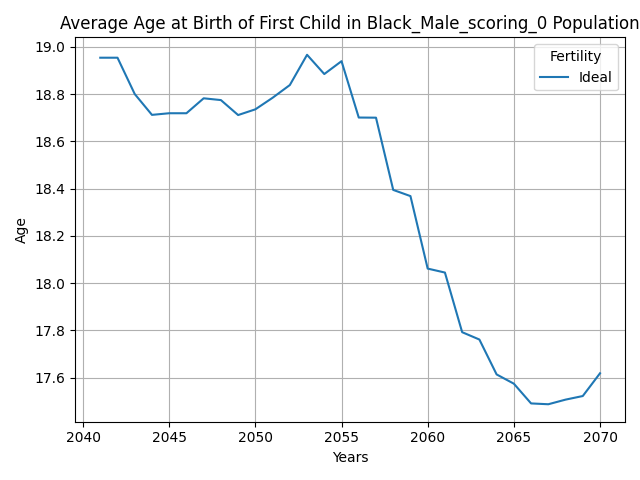 Average Age at Birth of First Child in Black_Male_scoring_0 Population
Fertility
Ideal
Age
19.0
18.8
18.6
18.4
18.2
18.0
17.8
17.6
2040 2045 2050 2055 2060 2065 2070
Years